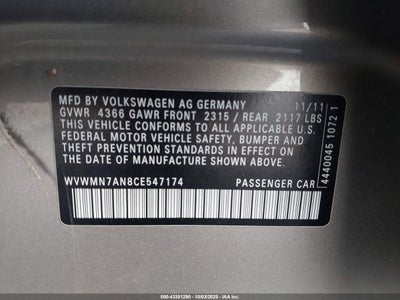 MFD BY VOLKSWAGEN AG GERMANY 11/11
GVWR 4366 GAWR FRONT 2315 / REAR 2117 LBS
THIS VEHICLE CONFORMS TO ALL APPLICABLE U.S.
FEDERAL MOTOR VEHICLE SAFETY, BUMPER, AND
THEFT PREVENTION STANDARDS IN
EFFECT ON THE DATE OF MANUFACTURE
SHOWN ABOVE.
WVWMN7AN8CE547174 PASSENGER CAR
4440045 1072 1
000-43381290 - 10/03/2025 - IAA Inc.